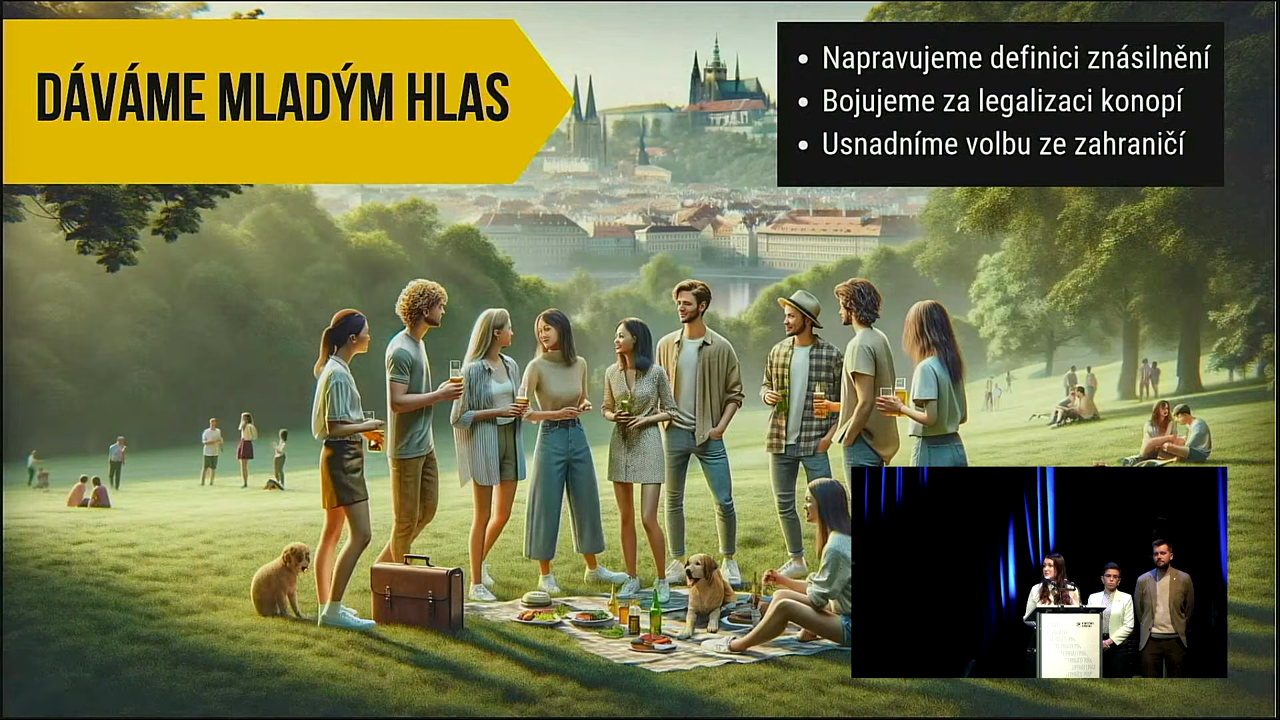 DÁVÁME MLADÝM HLAS
• Napravujeme definici znásilnění
• Bojujeme za legalizaci konopí
• Usnadníme volbu ze zahraničí